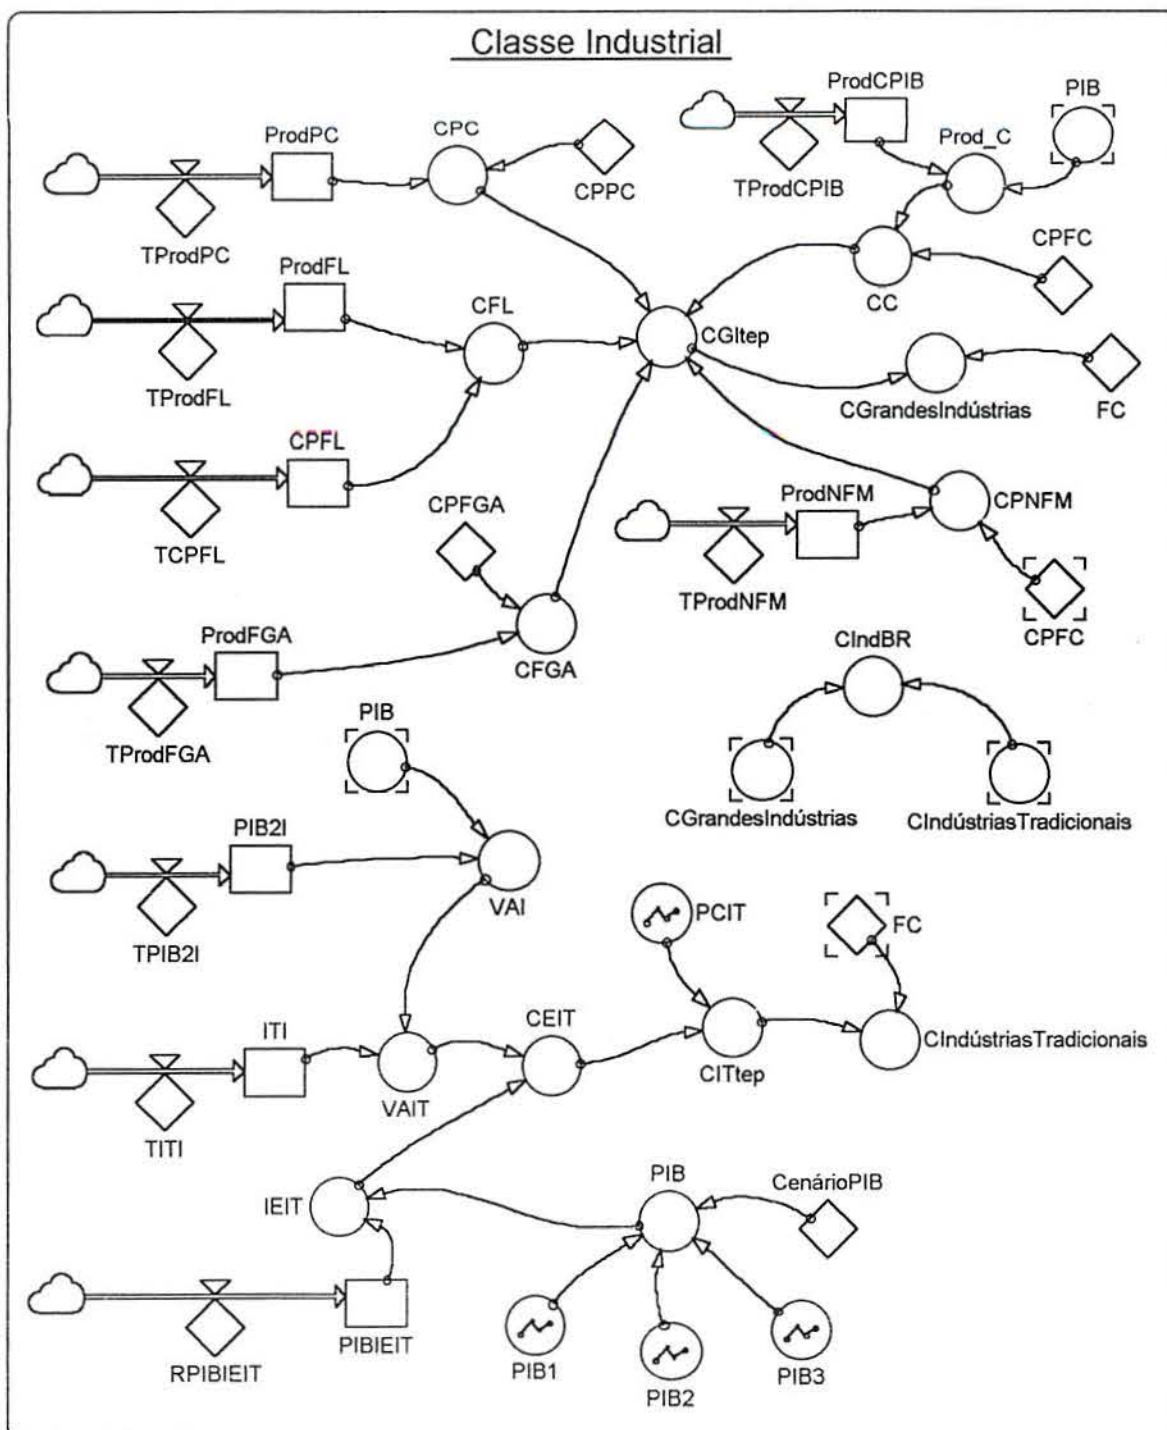 Classe Industrial
ProdCPIB
PIB
ProdPC
CPC
Prod_C
CPPC
TProdCPIB
TProdPC
CPFC
ProdFL
CC
CFL
CGItep
TProdFL
CGrandesIndústrias
FC
CPFL
CPFGA
ProdNFM
CPNFM
TCPFL
TProdNFM
CPFC
ProdFGA
CFGA
CIndBR
PIB
TProdFGA
CGrandesIndústrias
CIndústriasTradicionais
PIB2I
VAI
PCIT
FC
TPIB2I
ITI
CEIT
CIndústriasTradicionais
CITtep
VAIT
TITI
PIB
CenárioPIB
IEIT
PIBIEIT
RPIBIEIT
PIB1
PIB2
PIB3